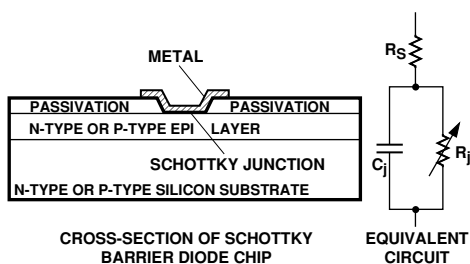 METAL
PASSIVATION PASSIVATION
N-TYPE OR P-TYPE EPI LAYER
SCHOTTKY JUNCTION
N-TYPE OR P-TYPE SILICON SUBSTRATE
CROSS-SECTION OF SCHOTTKY
BARRIER DIODE CHIP
RS
Cj
Rj
EQUIVALENT
CIRCUIT